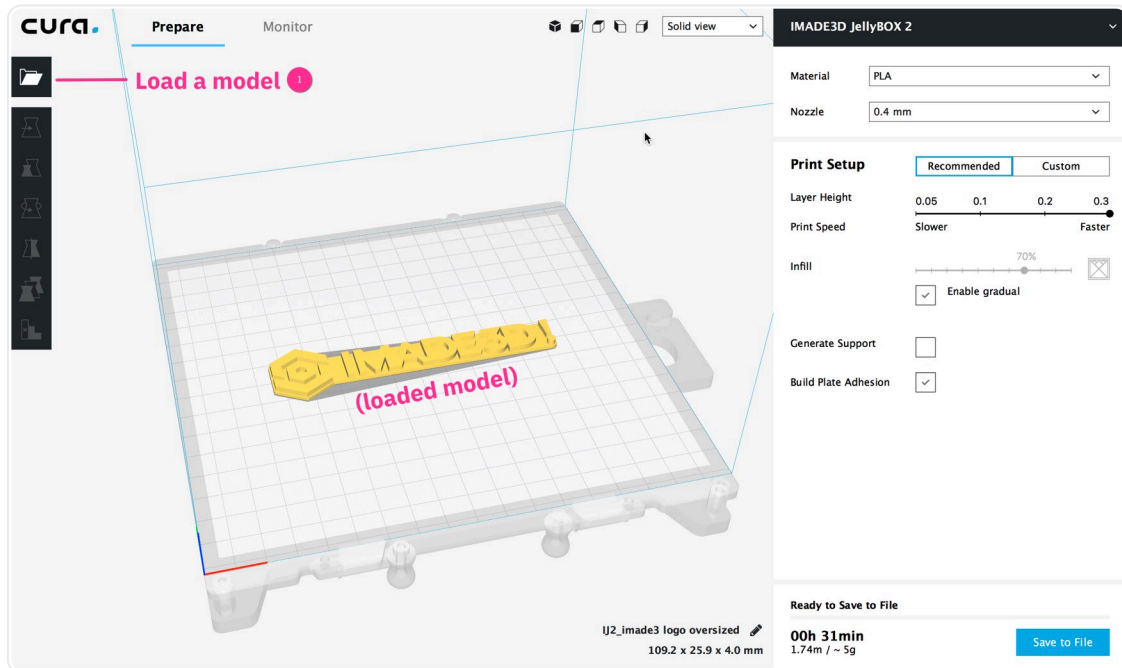 cura.
Prepare
Monitor
Solid view
IMADE3D JellyBOX 2
Load a model 1
Material
PLA
Nozzle
0.4 mm
Print Setup
Recommended
Custom
Layer Height
0.05 0.1 0.2 0.3
Print Speed
Slower
Faster
Infill
70%
Enable gradual
Generate Support
Build Plate Adhesion
IMADE3D!
(loaded model)
IJ2_imade3 logo oversized
109.2 x 25.9 x 4.0 mm
Ready to Save to File
00h 31min
1.74m / ~ 5g
Save to File